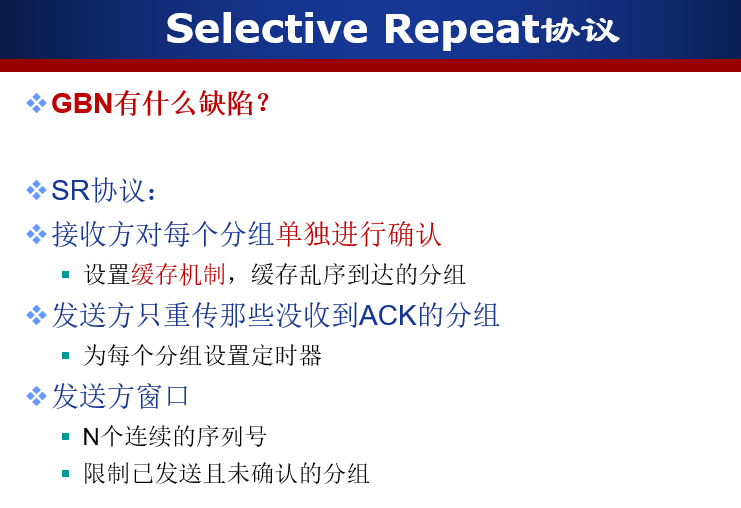 Selective Repeat协议
GBN有什么缺陷?
SR协议:
接收方对每个分组单独进行确认
设置缓存机制，缓存乱序到达的分组
发送方只重传那些没收到ACK的分组
为每个分组设置定时器
发送方窗口
N个连续的序列号
限制已发送且未确认的分组